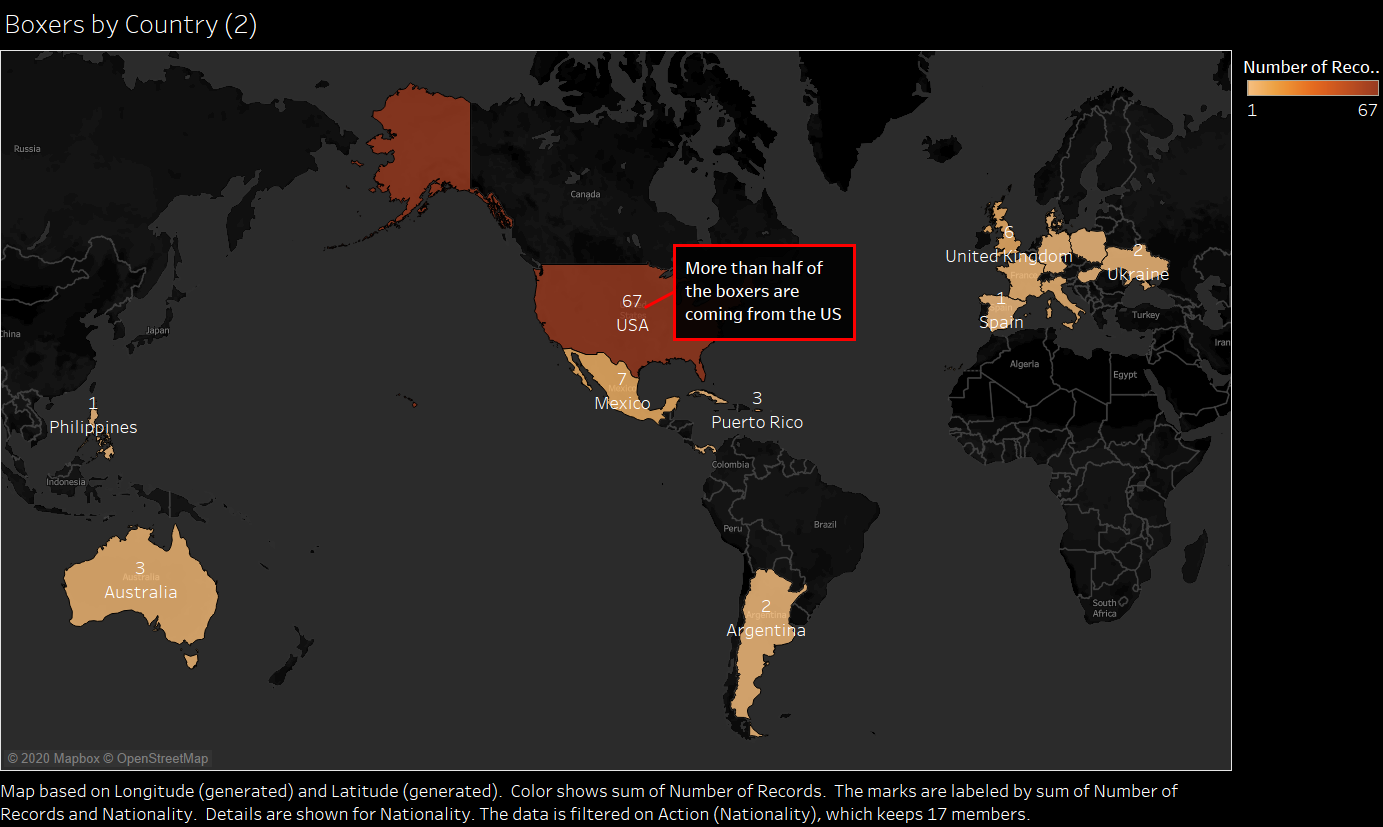 Boxers by Country (2)
Number of Reco..
1
67
Russia
Canada
6
United Kingdom
France
2
Ukraine
1
Spain
More than half of
the boxers are
coming from the US
67
USA
China
Japan
Turkey
Iran
Algeria
Egypt
7
Mexico
3
Puerto Rico
1
Philippines
Colombia
Indonesia
Peru
Brazil
3
Australia
Australia
2
Argentina
Argentina
South
Africa
© 2020 Mapbox © OpenStreetMap
Map based on Longitude (generated) and Latitude (generated).  Color shows sum of Number of Records.  The marks are labeled by sum of Number of
Records and Nationality.  Details are shown for Nationality. The data is filtered on Action (Nationality), which keeps 17 members.